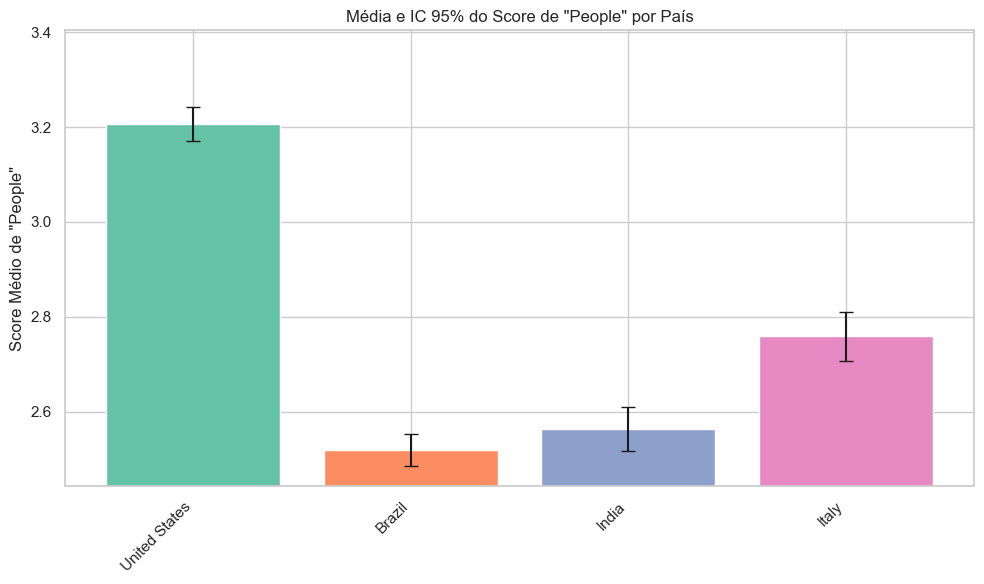 Média e IC 95% do Score de "People" por País
Score Médio de "People"
3.4
3.2
3.0
2.8
2.6
United States
Brazil
India
Italy